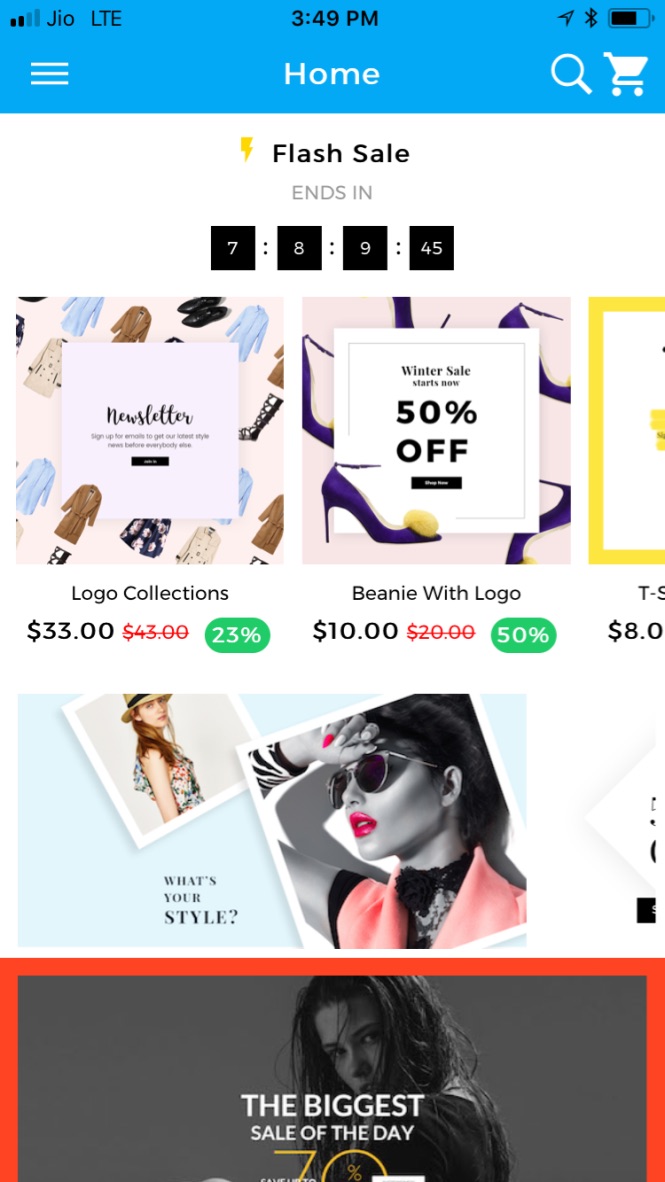 Jio LTE 3:49 PM
Home
Flash Sale
ENDS IN
7 : 8 : 9 : 45
Newsletter
Sign up for emails to get our latest style
news before everybody else.
Winter Sale
starts now
50%
OFF
Shop Now
Logo Collections
Beanie With Logo
T-S
$33.00 $43.00 23%
$10.00 $20.00 50%
$8.0
WHAT'S
YOUR
STYLE?
THE BIGGEST
SALE OF THE DAY
SAVE UP TO
70%